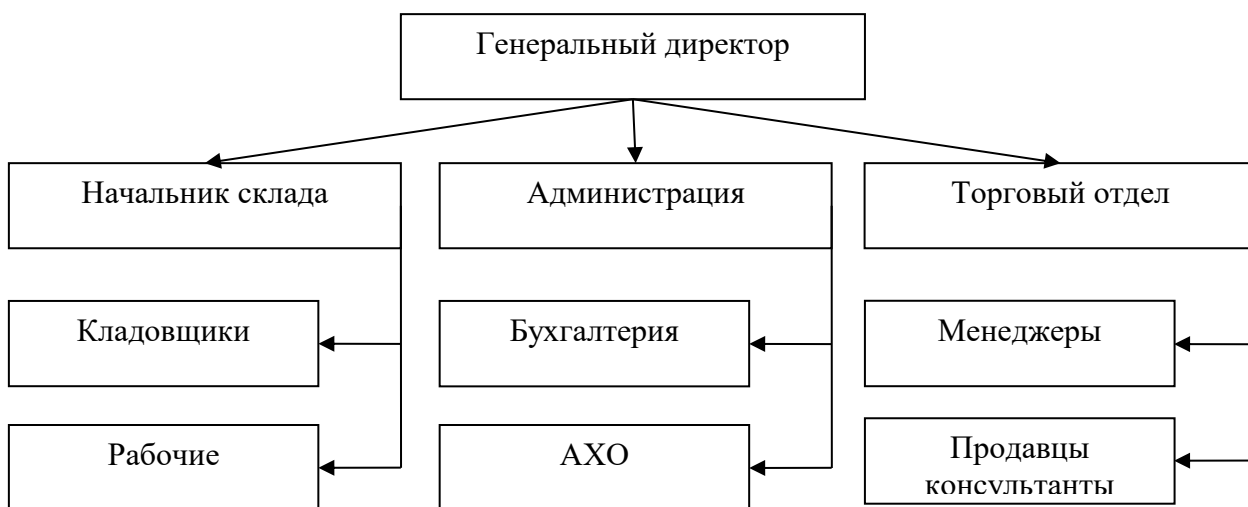 Генеральный директор
Начальник склада
Администрация
Торговый отдел
Кладовщики
Бухгалтерия
Менеджеры
Рабочие
АХО
Продавцы
консультанты